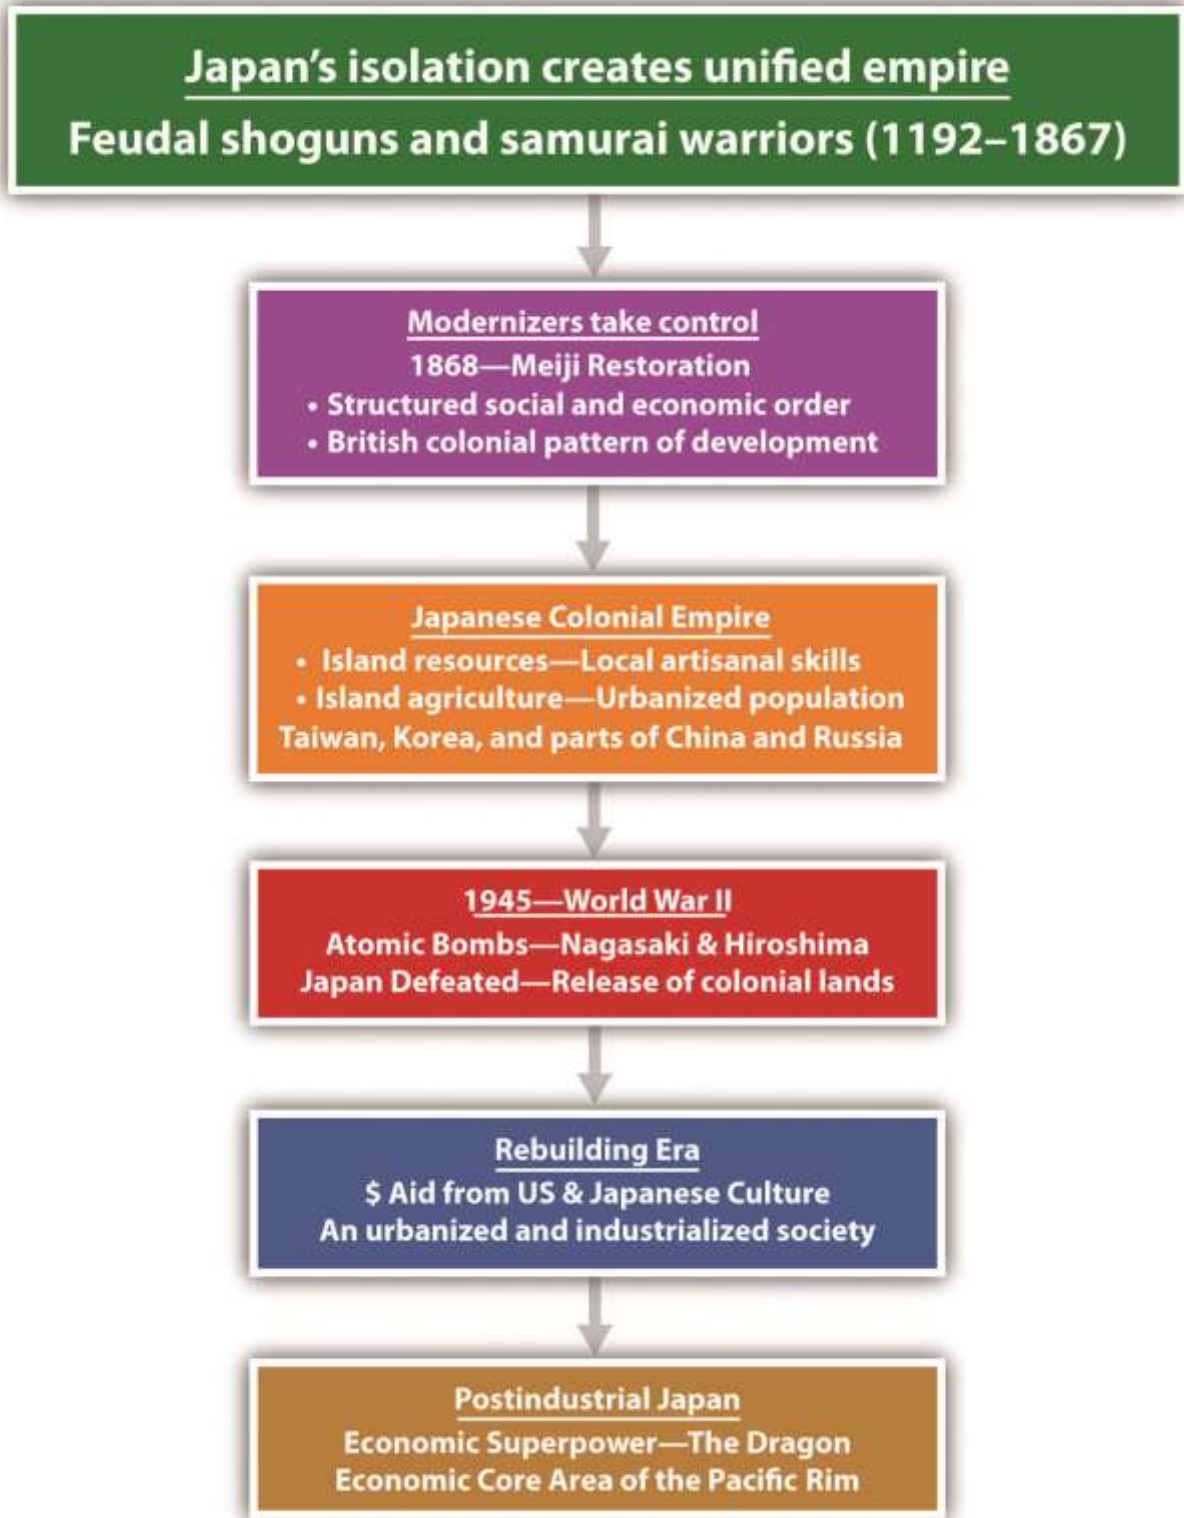 Japan’s isolation creates unified empire
Feudal shoguns and samurai warriors (1192–1867)
Modernizers take control
1868—Meiji Restoration
• Structured social and economic order
• British colonial pattern of development
Japanese Colonial Empire
• Island resources—Local artisanal skills
• Island agriculture—Urbanized population
Taiwan, Korea, and parts of China and Russia
1945—World War II
Atomic Bombs—Nagasaki & Hiroshima
Japan Defeated—Release of colonial lands
Rebuilding Era
$ Aid from US & Japanese Culture
An urbanized and industrialized society
Postindustrial Japan
Economic Superpower—The Dragon
Economic Core Area of the Pacific Rim